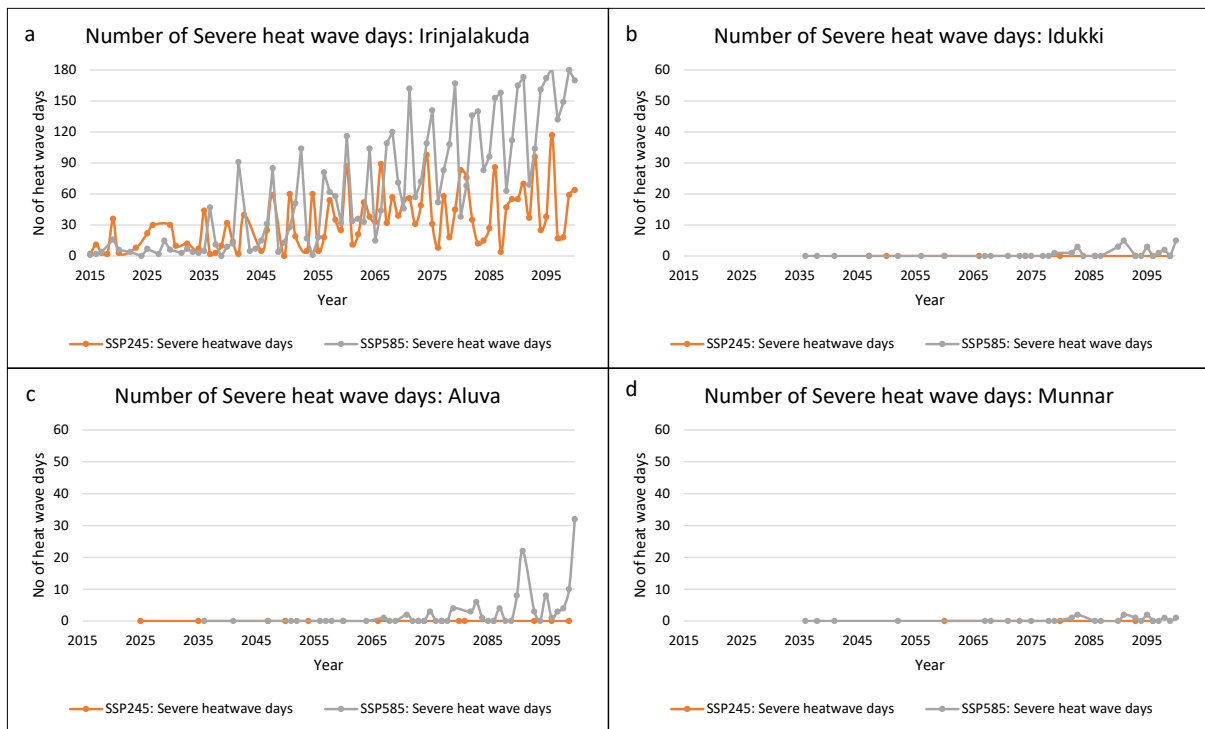 a
Number of Severe heat wave days: Irinjalakuda
No of heat wave days
180
150
120
90
60
30
0
2015 2025 2035 2045 2055 2065 2075 2085 2095
Year
SSP245: Severe heatwave days SSP585: Severe heat wave days
b
Number of Severe heat wave days: Idukki
No of heat wave days
60
50
40
30
20
10
0
2015 2025 2035 2045 2055 2065 2075 2085 2095
Year
SSP245: Severe heatwave days SSP585: Severe heat wave days
c
Number of Severe heat wave days: Aluva
No of heat wave days
60
50
40
30
20
10
0
2015 2025 2035 2045 2055 2065 2075 2085 2095
Year
SSP245: Severe heatwave days SSP585: Severe heat wave days
d
Number of Severe heat wave days: Munnar
No of heat wave days
60
50
40
30
20
10
0
2015 2025 2035 2045 2055 2065 2075 2085 2095
Year
SSP245: Severe heatwave days SSP585: Severe heat wave days